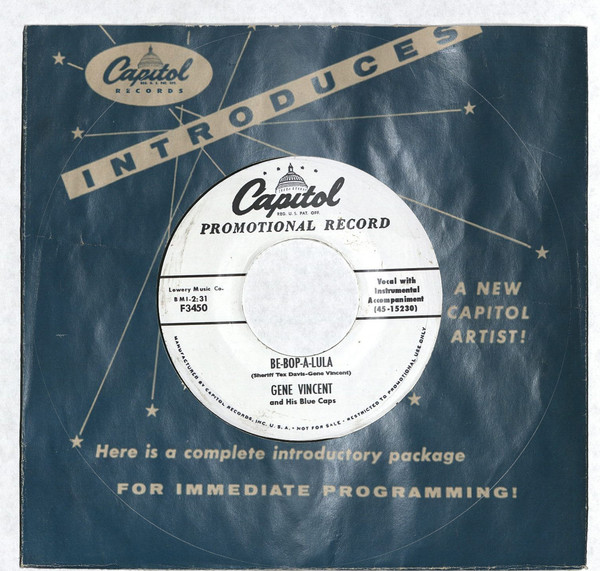 Capitol
REG. U.S. PAT. OFF.
RECORDS
INTRODUCES
Capitol
REG. U.S. PAT. OFF.
PROMOTIONAL RECORD
Lowery Music Co.
BMI-2:31
F3450
Vocal with
Instrumental
Accompaniment
(45-15230)
BE-BOP-A-LULA
(Sheriff Tex Davis-Gene Vincent)
GENE VINCENT
and His Blue Caps
MANUFACTURED BY CAPITOL RECORDS, INC. U.S.A. • NOT FOR SALE • RESTRICTED TO PROMOTIONAL USE ONLY
A NEW
CAPITOL
ARTIST!
Here is a complete introductory package
FOR IMMEDIATE PROGRAMMING!